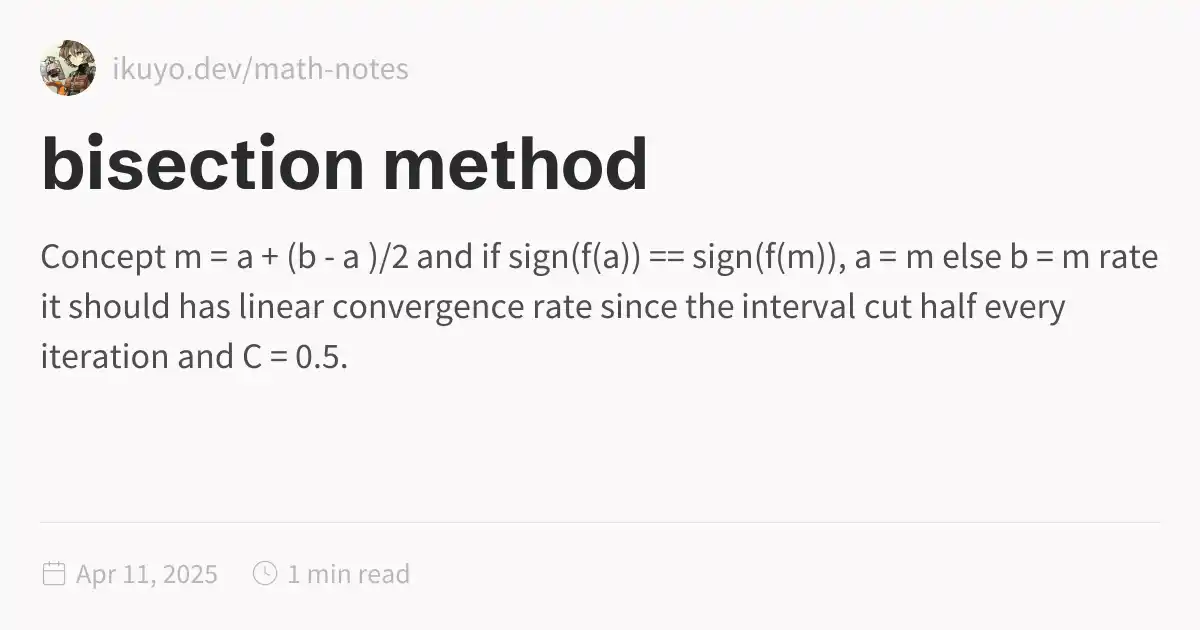 ikuyo.dev/math-notes
bisection method
Concept m = a + (b - a )/2 and if sign(f(a)) == sign(f(m)), a = m else b = m rate
it should has linear convergence rate since the interval cut half every
iteration and C = 0.5.
Apr 11, 2025
1 min read